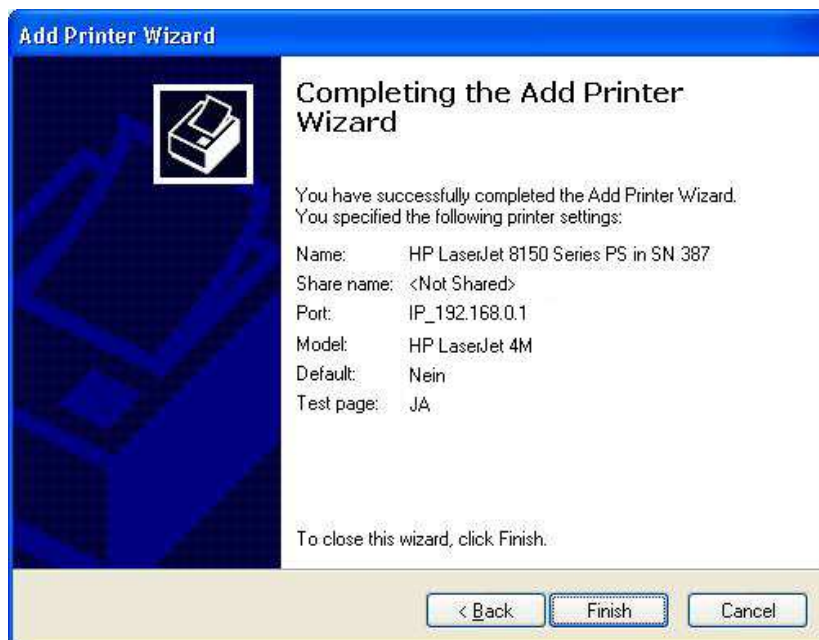 Add Printer Wizard
Completing the Add Printer
Wizard
You have successfully completed the Add Printer Wizard.
You specified the following printer settings:
Name: HP LaserJet 8150 Series PS in SN 387
Share name: <Not Shared>
Port: IP_192.168.0.1
Model: HP LaserJet 4M
Default: Nein
Test page: JA
To close this wizard, click Finish.
< Back Finish Cancel